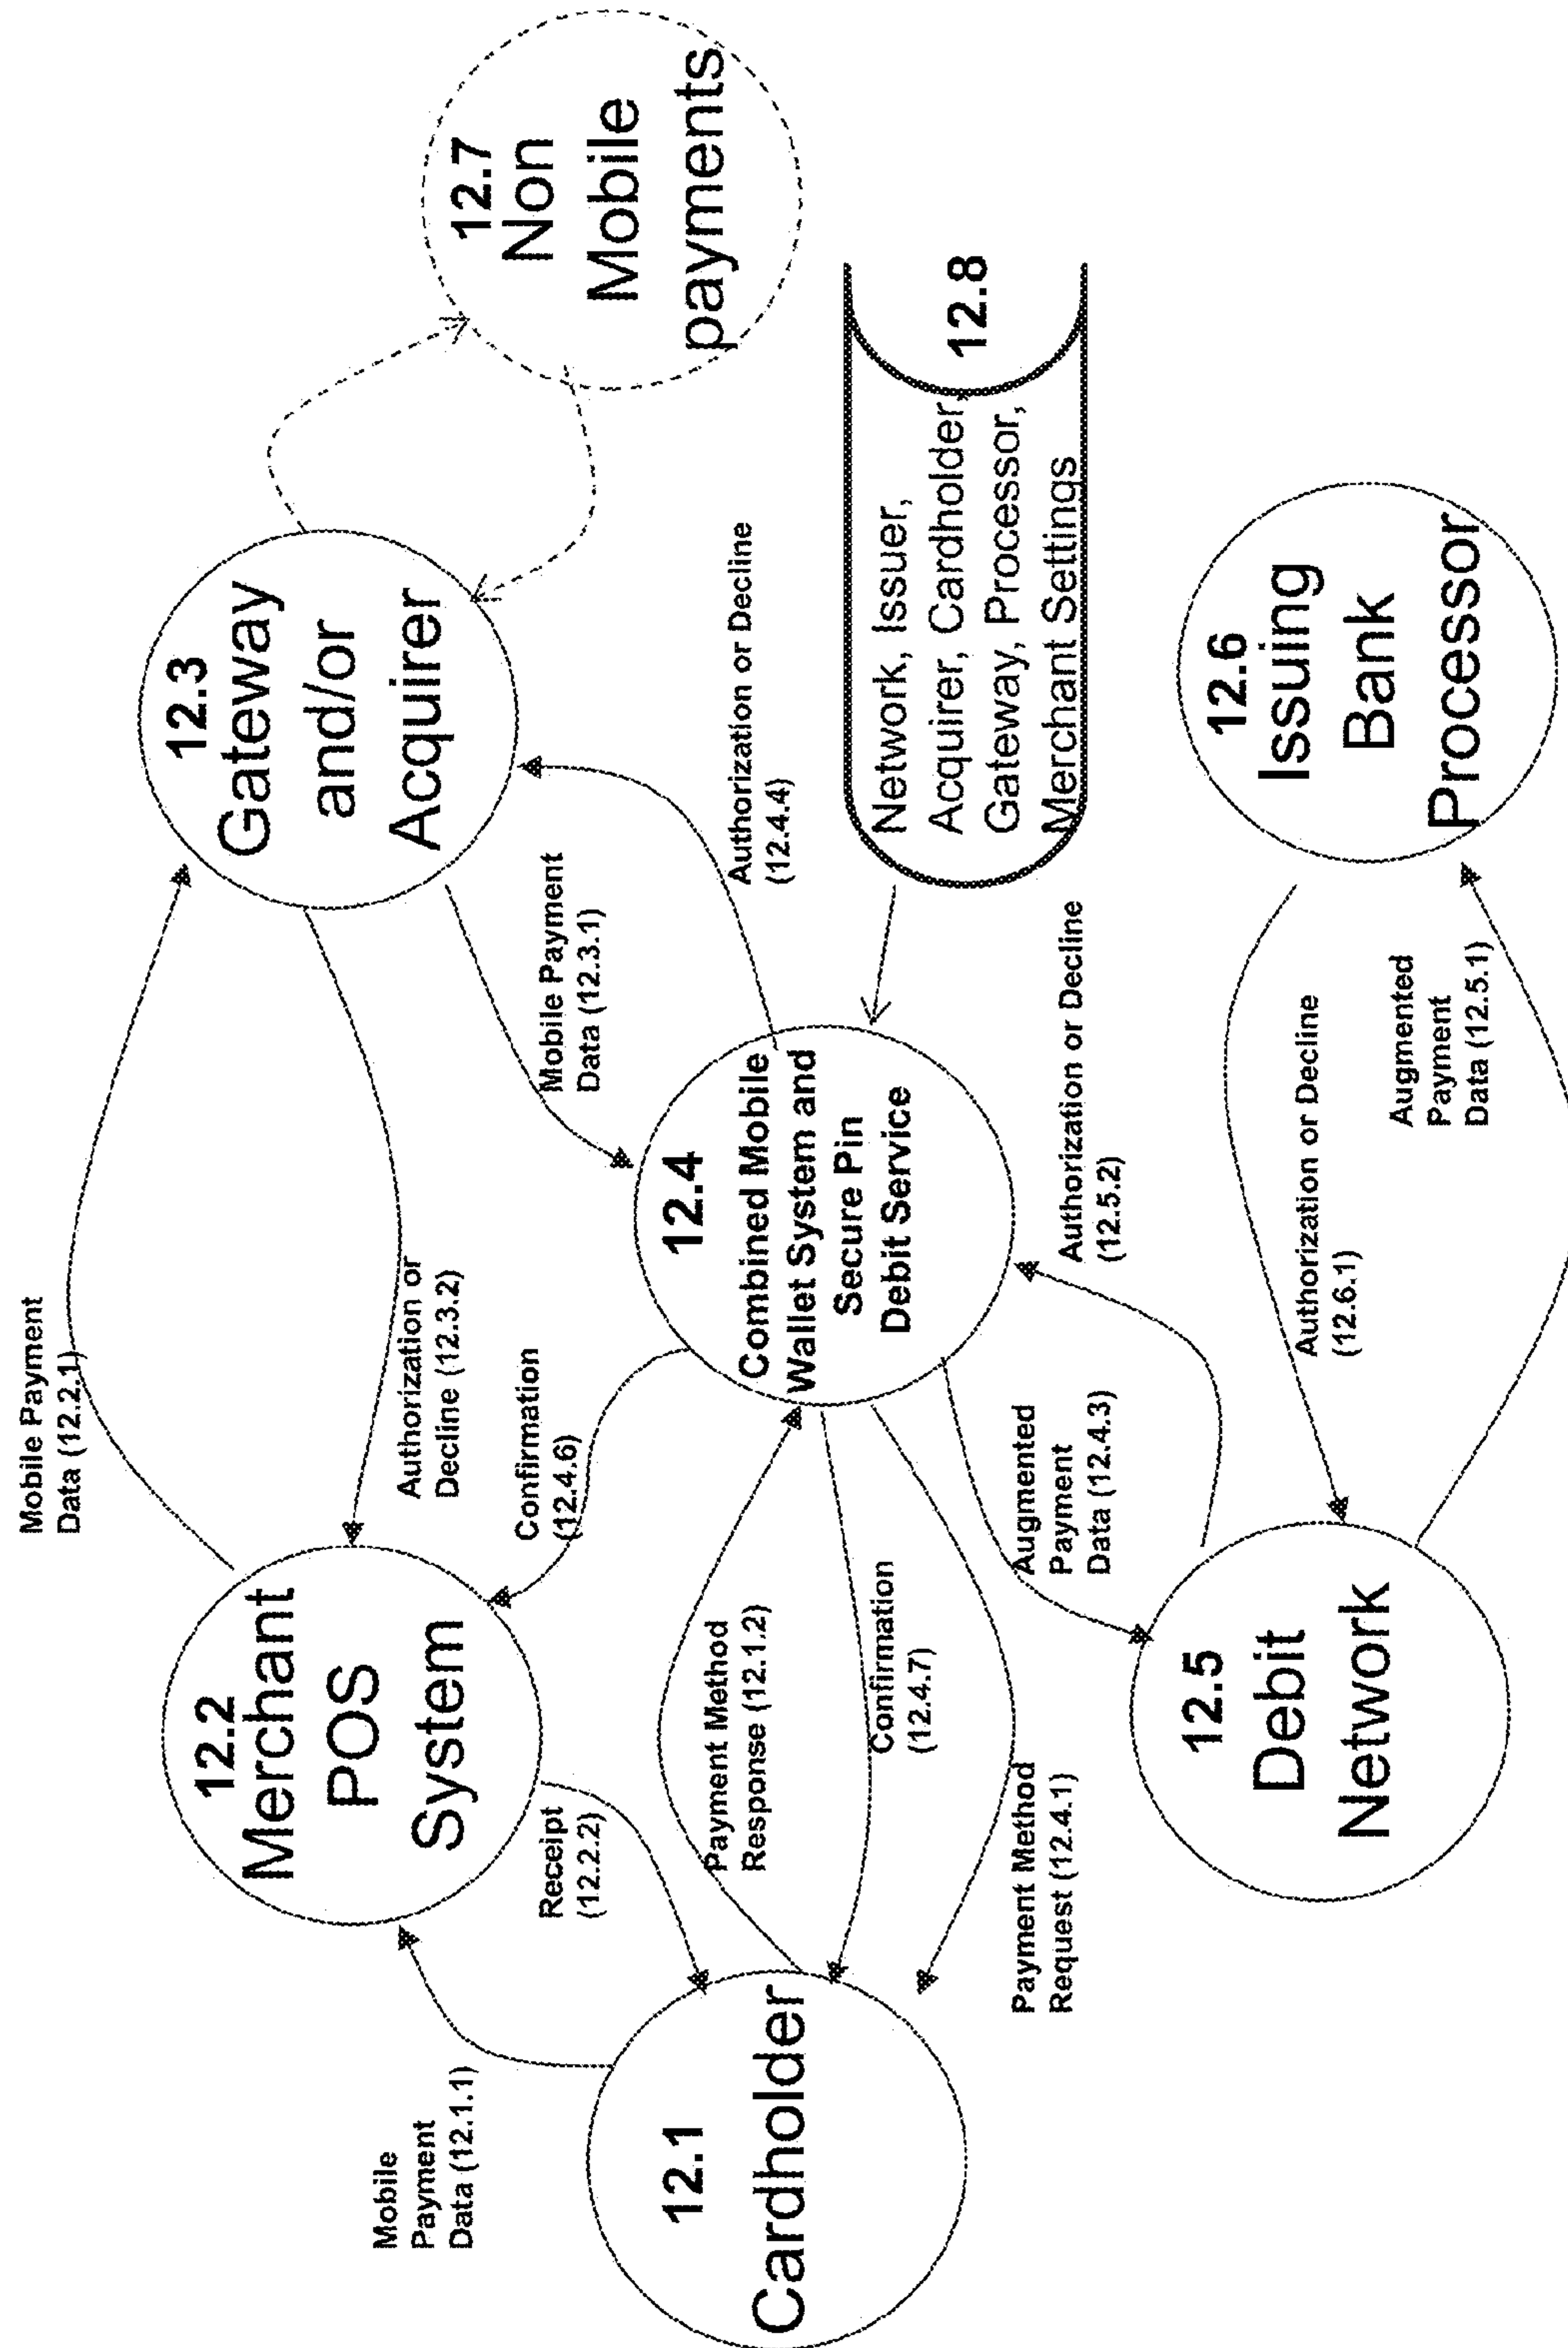 Mobile Payment
Data (12.2.1)
12.2
Merchant
POS
System
12.3
Gateway
and/or
Acquirer
Authorization or
Decline (12.3.2)
12.7
Non
Mobile
payments
Mobile
Payment
Data (12.1.1)
Receipt
(12.2.2)
Confirmation
(12.4.6)
Mobile Payment
Data (12.3.1)
Authorization or Decline
(12.4.4)
12.1
Cardholder
Payment Method
Response (12.1.2)
Confirmation
(12.4.7)
Payment Method
Request (12.4.1)
12.4
Combined Mobile
Wallet System and
Secure Pin
Debit Service
Network, Issuer,
Acquirer, Cardholder,
Gateway, Processor,
Merchant Settings
12.8
Augmented
Payment
Data (12.4.3)
Authorization or Decline
(12.5.2)
12.5
Debit
Network
Authorization or Decline
(12.6.1)
Augmented
Payment
Data (12.5.1)
12.6
Issuing
Bank
Processor